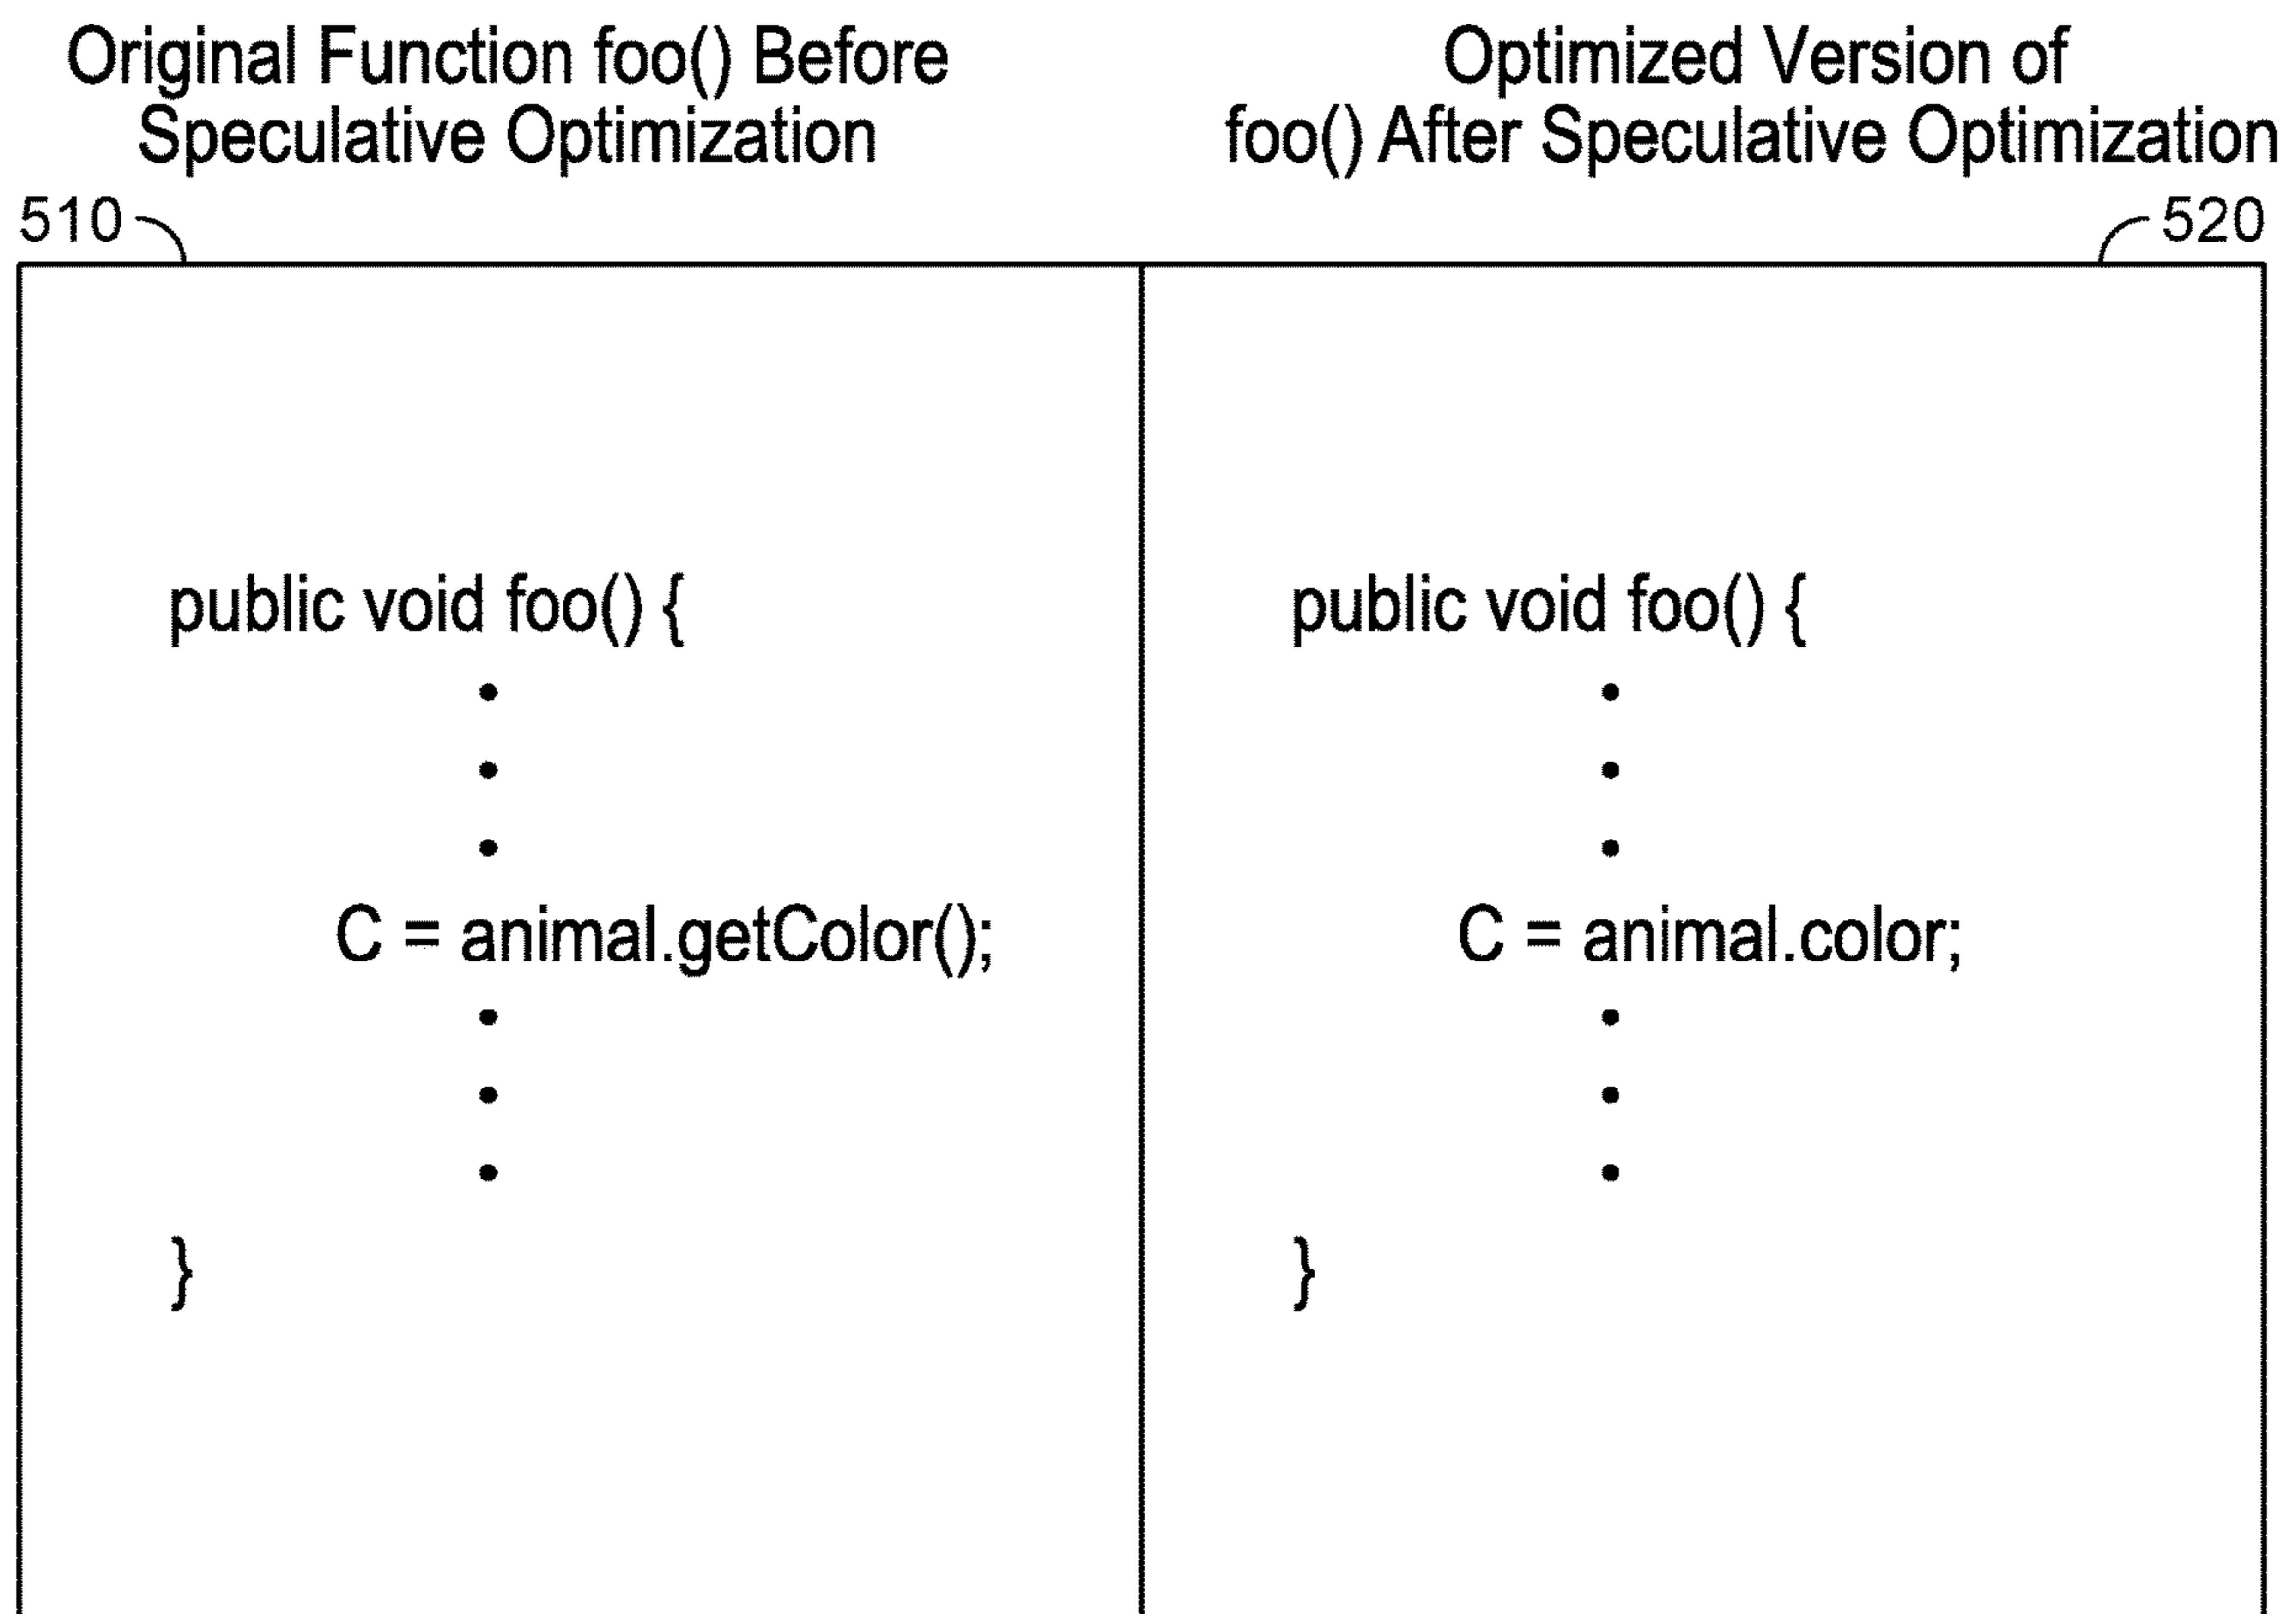 Original Function foo() Before
Speculative Optimization
510
public void foo() {
C = animal.getColor();
}
Optimized Version of
foo() After Speculative Optimization
520
public void foo() {
C = animal.color;
}